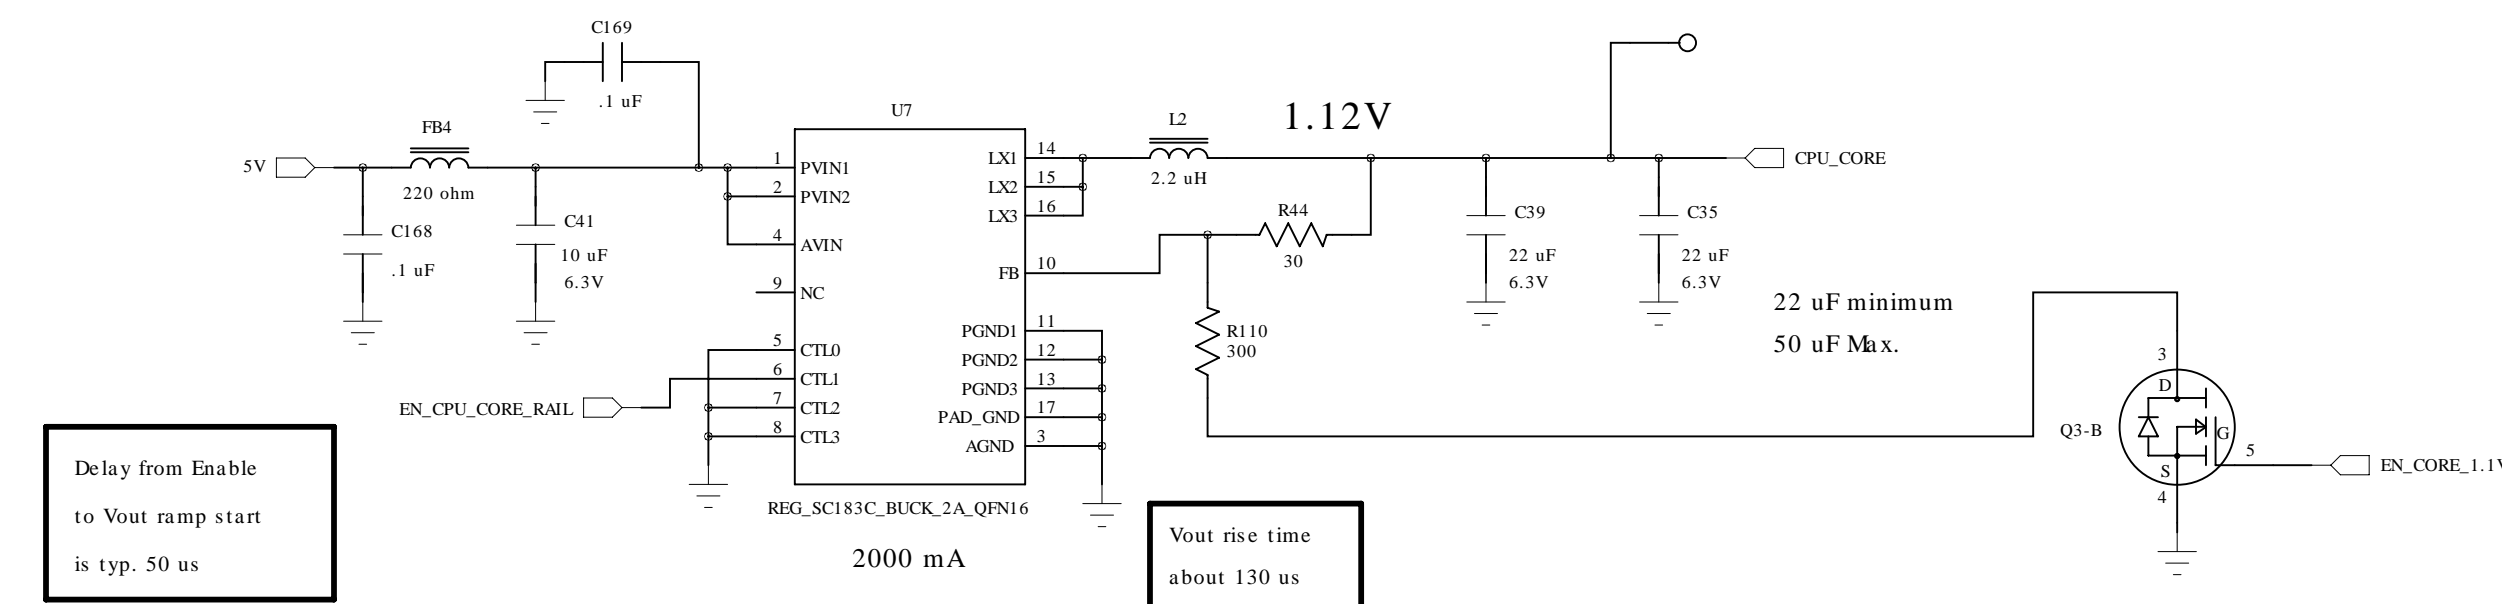 C169
.1 uF
U7
FB4
5V
220 ohm
C168
.1 uF
C41
10 uF
6.3V
1
PVIN1
2
PVIN2
4
AVIN
9
NC
5
CTL0
6
CTL1
7
CTL2
8
CTL3
EN_CPU_CORE_RAIL
LX1
14
LX2
15
LX3
16
FB
10
PGND1
11
PGND2
12
PGND3
13
PAD_GND
17
AGND
3
REG_SC183C_BUCK_2A_QFN16
2000 mA
L2
2.2 uH
1.12V
R44
30
R110
300
CPU_CORE
C39
22 uF
6.3V
C35
22 uF
6.3V
22 uF minimum
50 uF Max.
3
D
Q3-B
G
5
S
4
EN_CORE_1.1V
Delay from Enable
to Vout ramp start
is typ. 50 us
Vout rise time
about 130 us